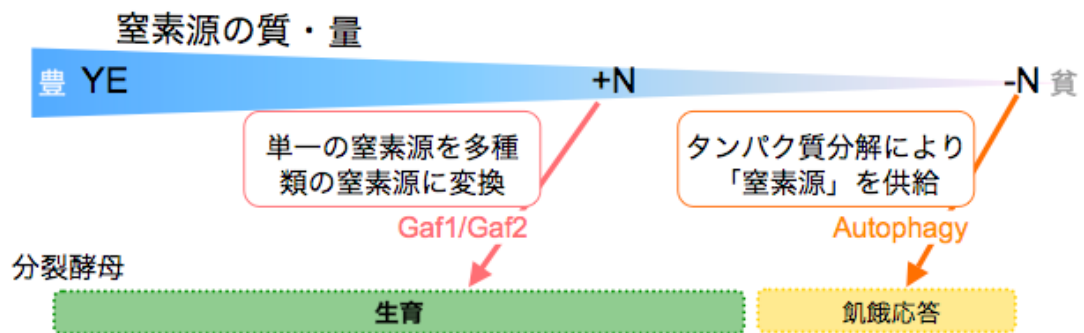 窒素源の質・量
豊 YE +N -N 貧
単一の窒素源を多種
類の窒素源に変換
タンパク質分解により
「窒素源」を供給
Gaf1/Gaf2
Autophagy
分裂酵母
生育
飢餓応答